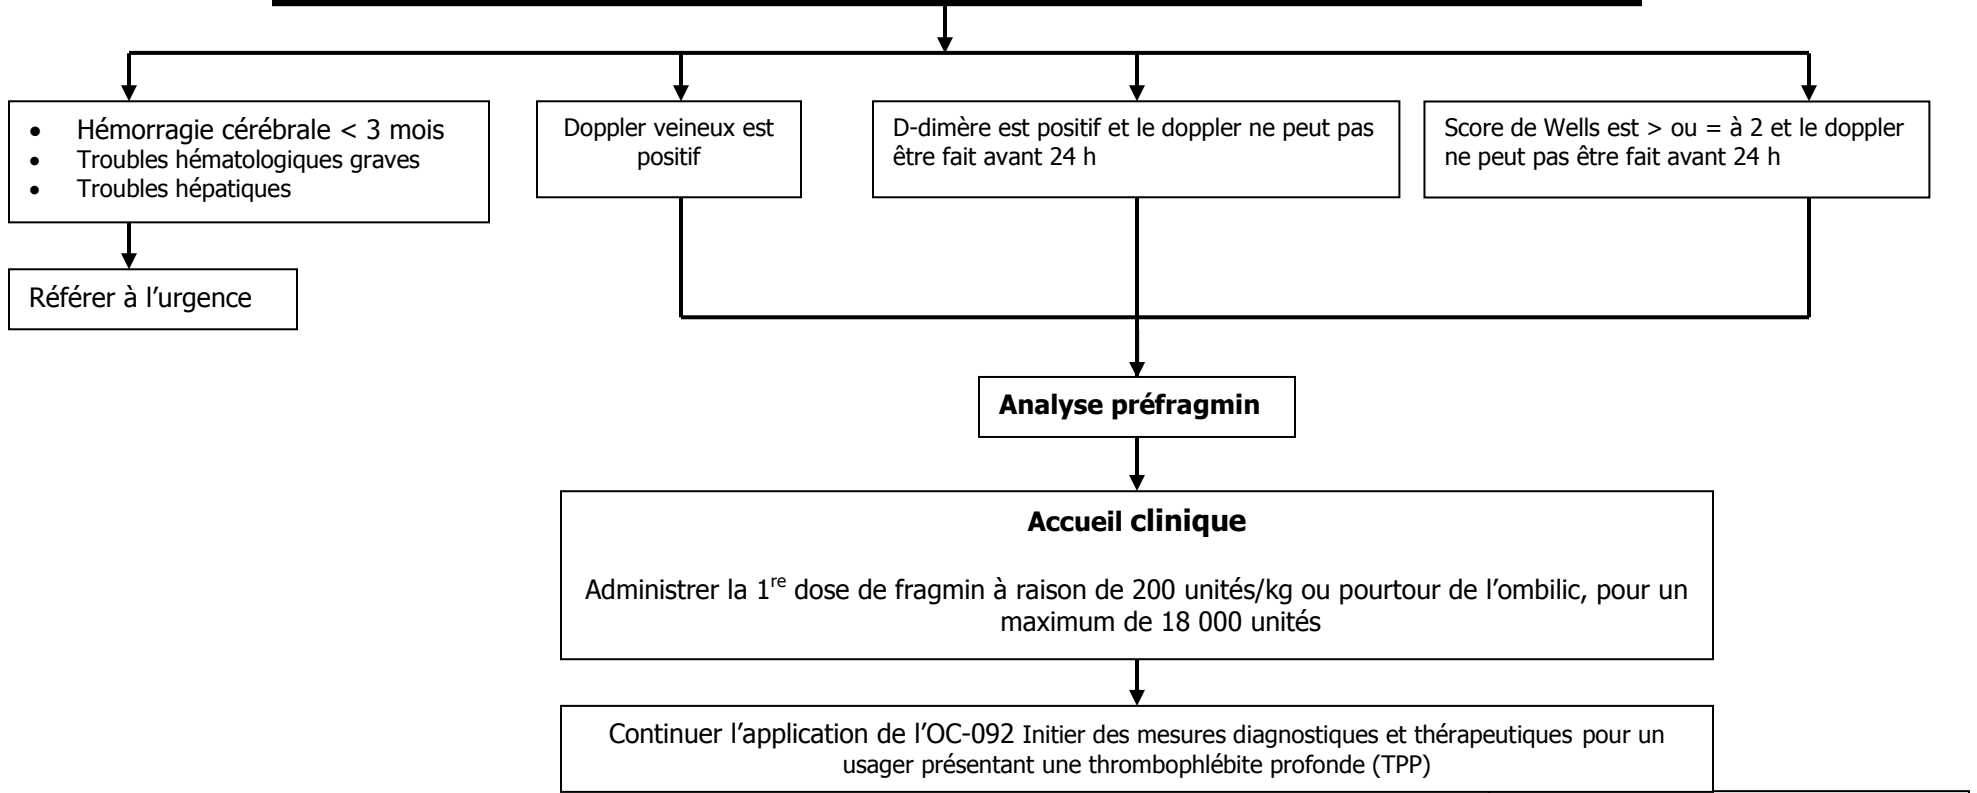 • Hémorragie cérébrale < 3 mois
• Troubles hématologiques graves
• Troubles hépatiques
Doppler veineux est
positif
D-dimère est positif et le doppler ne peut pas
être fait avant 24 h
Score de Wells est > ou = à 2 et le doppler
ne peut pas être fait avant 24 h
Référer à l’urgence
Analyse préfragmin
Accueil clinique
Administrer la 1re dose de fragmin à raison de 200 unités/kg ou pourtour de l’ombilic, pour un
maximum de 18 000 unités
Continuer l’application de l’OC-092 Initier des mesures diagnostiques et thérapeutiques pour un
usager présentant une thrombophlébite profonde (TPP)